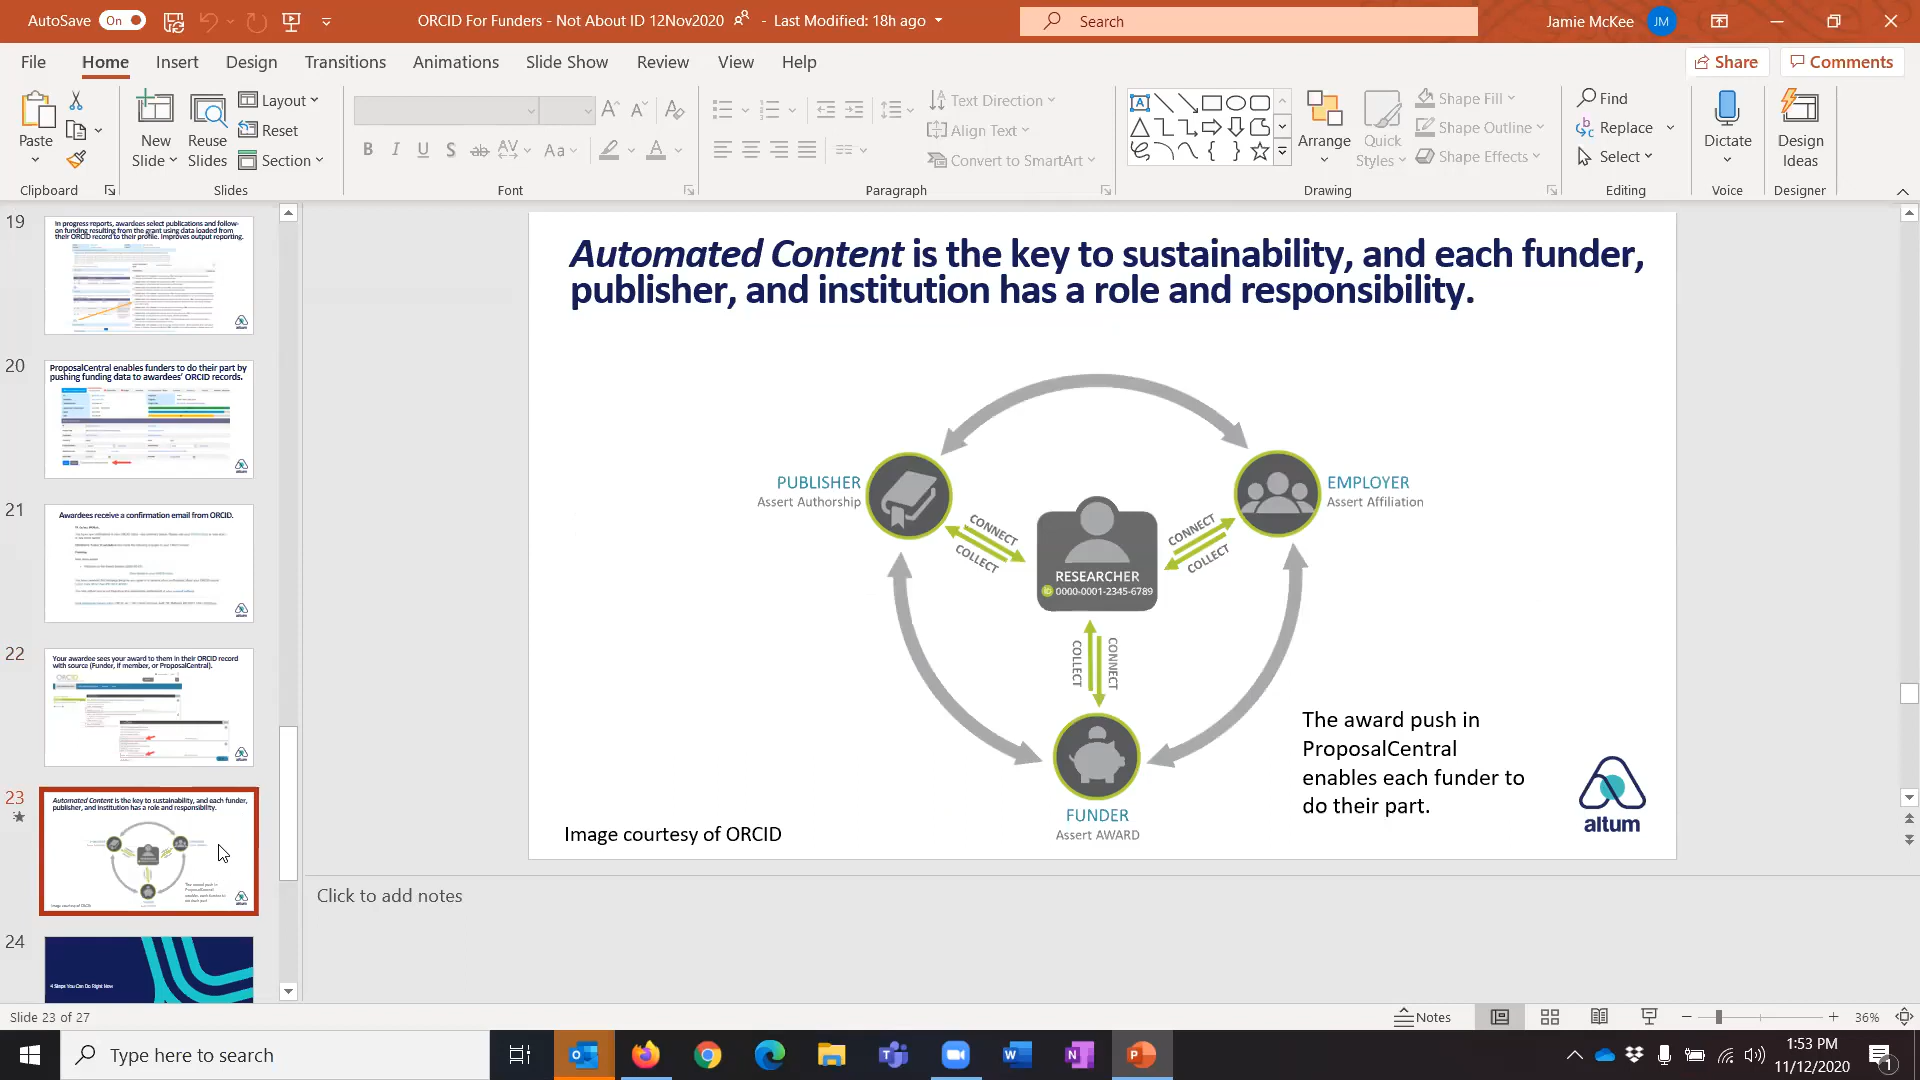 AutoSave On
ORCID For Funders - Not About ID 12Nov2020 - Last Modified: 18h ago
Search
Jamie McKee JM
File Home Insert Design Transitions Animations Slide Show Review View Help
Share Comments
Paste
New Slide
Reuse Slides
Layout
Reset
Section
B I U S ab AV Aa A
Text Direction
Align Text
Convert to SmartArt
Arrange
Quick Styles
Shape Fill
Shape Outline
Shape Effects
Find
Replace
Select
Dictate
Design Ideas
Clipboard Slides Font Paragraph Drawing Editing Voice Designer
19
In progress reports, awardees select publications and follow-
on funding resulting from the grant using data loaded from
their ORCID record to their profile. Improves output reporting.
altum
20
ProposalCentral enables funders to do their part by
pushing funding data to awardees' ORCID records.
altum
21
Awardees receive a confirmation email from ORCID.
altum
22
Your awardee sees your award to them in their ORCID record
with source (Funder, if member, or ProposalCentral).
ORCID
altum
23
Automated Content is the key to sustainability, and each funder,
publisher, and institution has a role and responsibility.
The award push in
ProposalCentral
enables each funder to
do their part.
Image courtesy of ORCID
altum
24
4 Steps You Can Do Right Now
Automated Content is the key to sustainability, and each funder,
publisher, and institution has a role and responsibility.
PUBLISHER
Assert Authorship
EMPLOYER
Assert Affiliation
CONNECT
COLLECT
CONNECT
COLLECT
RESEARCHER
iD 0000-0001-2345-6789
COLLECT
CONNECT
FUNDER
Assert AWARD
The award push in
ProposalCentral
enables each funder to
do their part.
altum
Image courtesy of ORCID
Click to add notes
Slide 23 of 27
Notes
36%
Type here to search
1:53 PM
11/12/2020
1